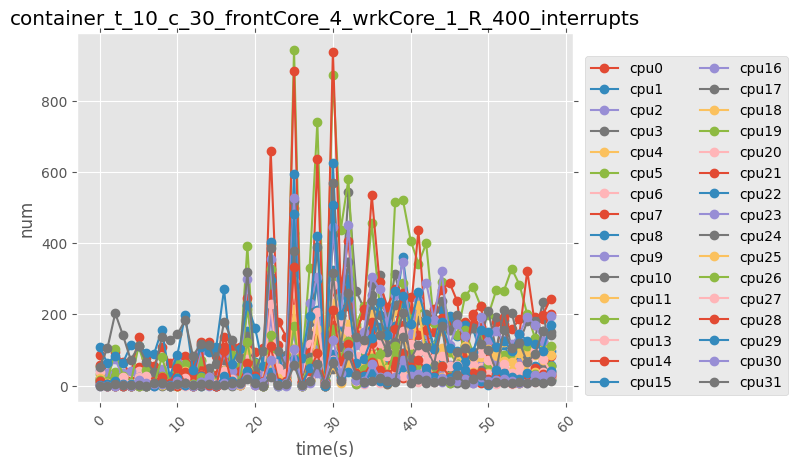 container_t_10_c_30_frontCore_4_wrkCore_1_R_400_interrupts
num
800
600
400
200
0
0 10 20 30 40 50 60
time(s)
cpu0 cpu16
cpu1 cpu17
cpu2 cpu18
cpu3 cpu19
cpu4 cpu20
cpu5 cpu21
cpu6 cpu22
cpu7 cpu23
cpu8 cpu24
cpu9 cpu25
cpu10 cpu26
cpu11 cpu27
cpu12 cpu28
cpu13 cpu29
cpu14 cpu30
cpu15 cpu31